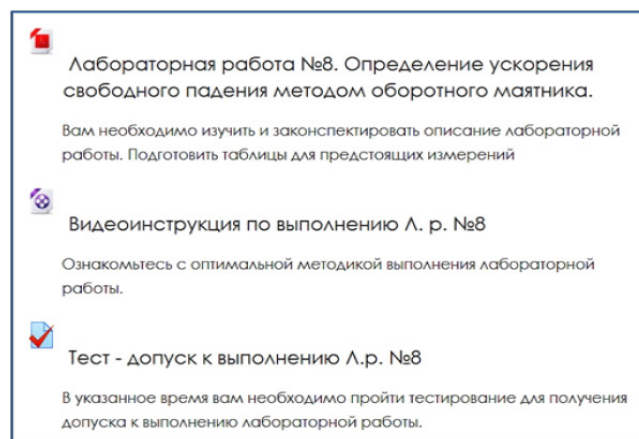 Лабораторная работа №8. Определение ускорения
свободного падения методом оборотного маятника.
Вам необходимо изучить и законспектировать описание лабораторной
работы. Подготовить таблицы для предстоящих измерений
Видеоинструкция по выполнению Л. р. №8
Ознакомьтесь с оптимальной методикой выполнения лабораторной
работы.
Тест - допуск к выполнению Л.р. №8
В указанное время вам необходимо пройти тестирование для получения
допуска к выполнению лабораторной работы.